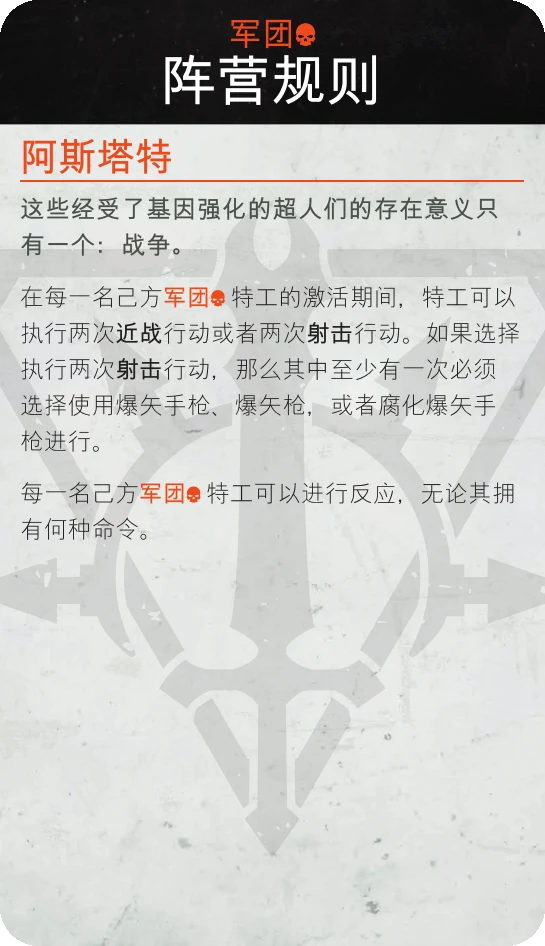 军团
阵营规则
阿斯塔特
这些经受了基因强化的超人们的存在意义只
有一个：战争。
在每一名己方军团特工的激活期间，特工可以
执行两次近战行动或者两次射击行动。如果选择
执行两次射击行动，那么其中至少有一次必须
选择使用爆矢手枪、爆矢枪，或者腐化爆矢手
枪进行。
每一名己方军团特工可以进行反应，无论其拥
有何种命令。